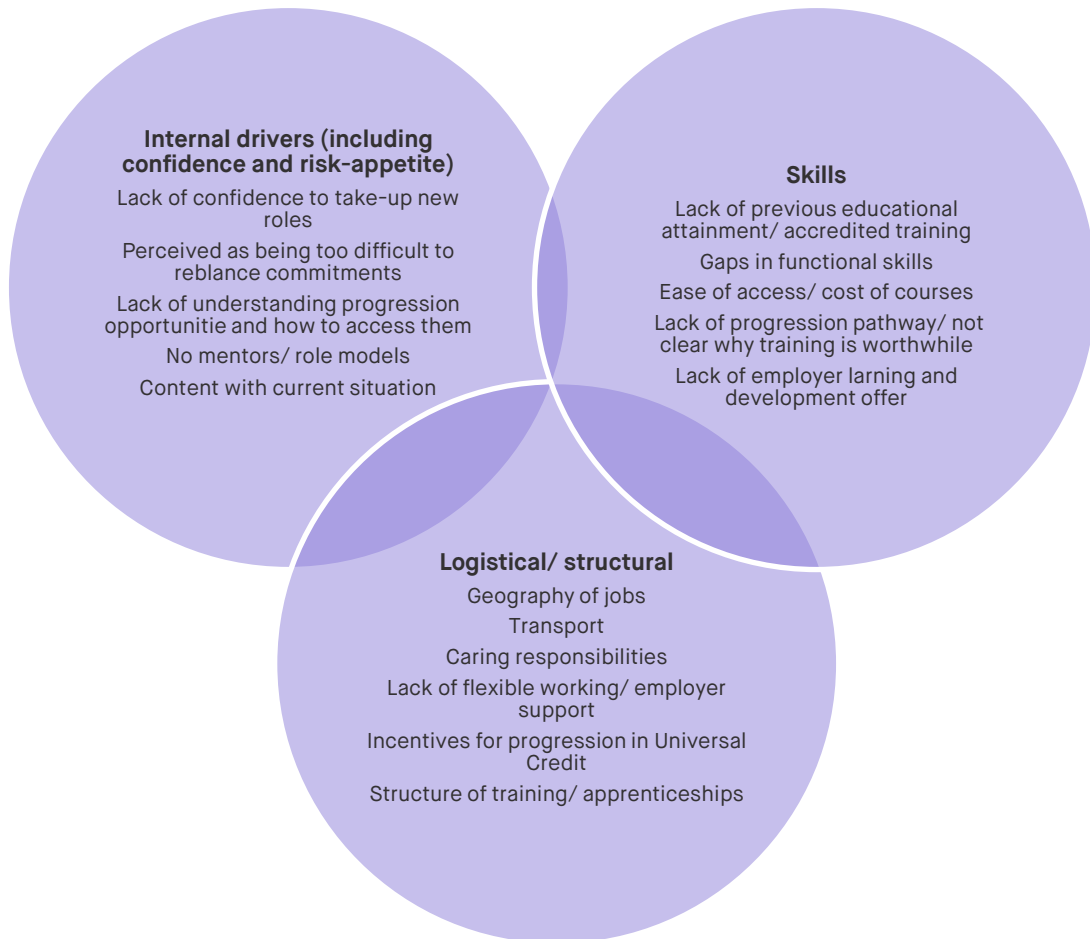 Internal drivers (including
confidence and risk-appetite)
Lack of confidence to take-up new
roles
Perceived as being too difficult to
reblance commitments
Lack of understanding progression
opportunitie and how to access them
No mentors/ role models
Content with current situation
Skills
Lack of previous educational
attainment/ accredited training
Gaps in functional skills
Ease of access/ cost of courses
Lack of progression pathway/ not
clear why training is worthwhile
Lack of employer larning and
development offer
Logistical/ structural
Geography of jobs
Transport
Caring responsibilities
Lack of flexible working/ employer
support
Incentives for progression in Universal
Credit
Structure of training/ apprenticeships